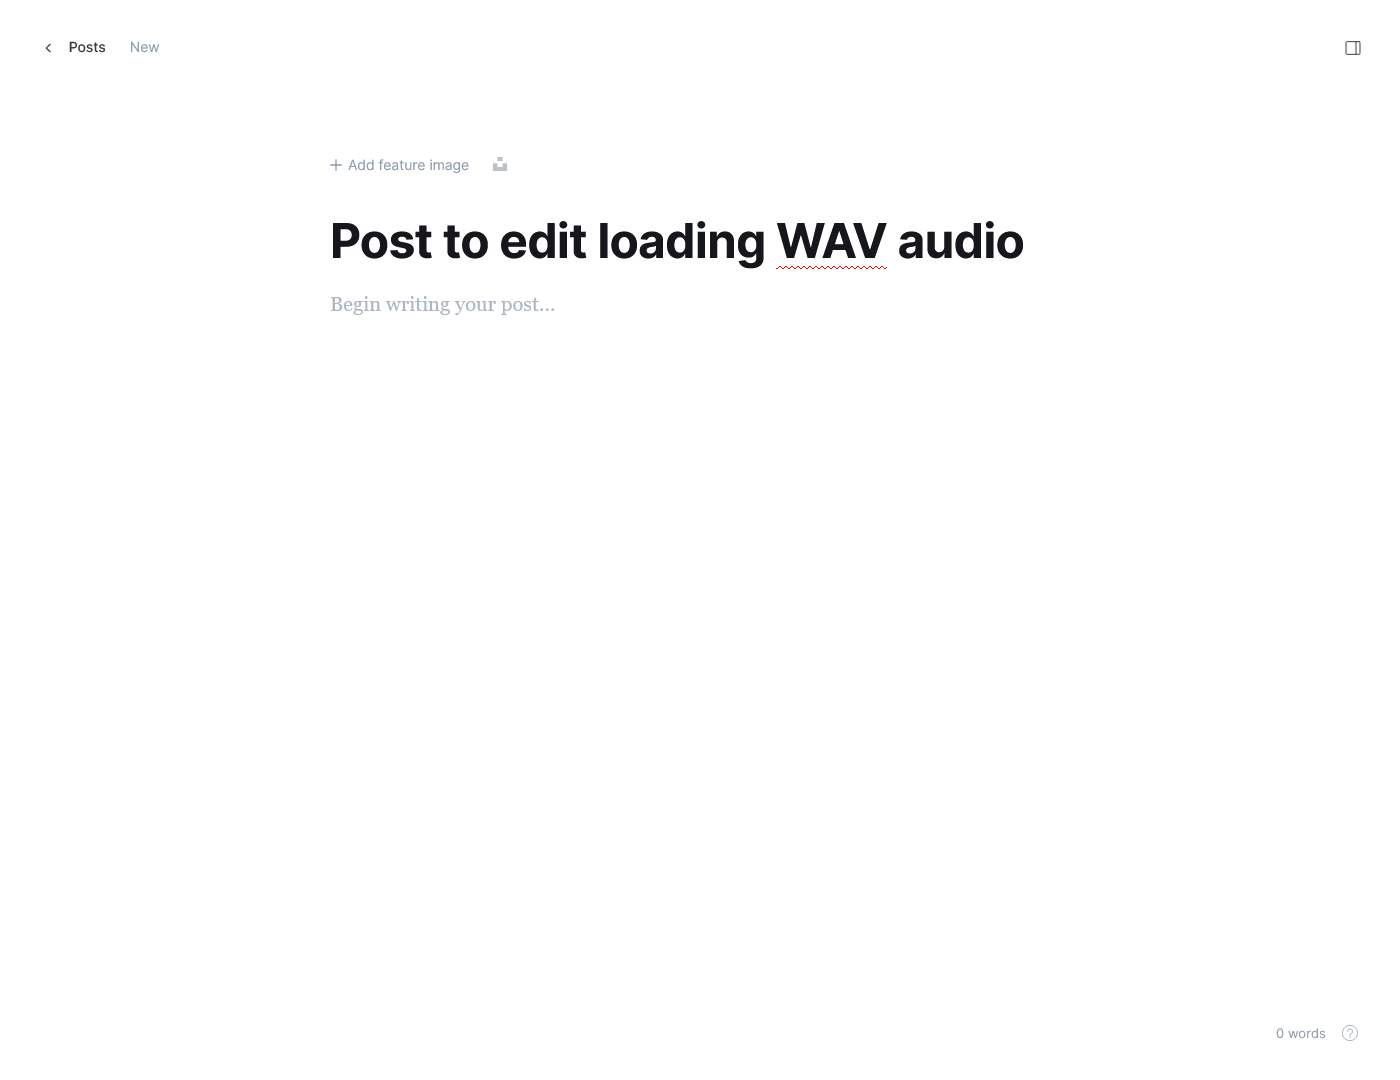 Posts New
Add feature image
Post to edit loading WAV audio
Begin writing your post...
0 words